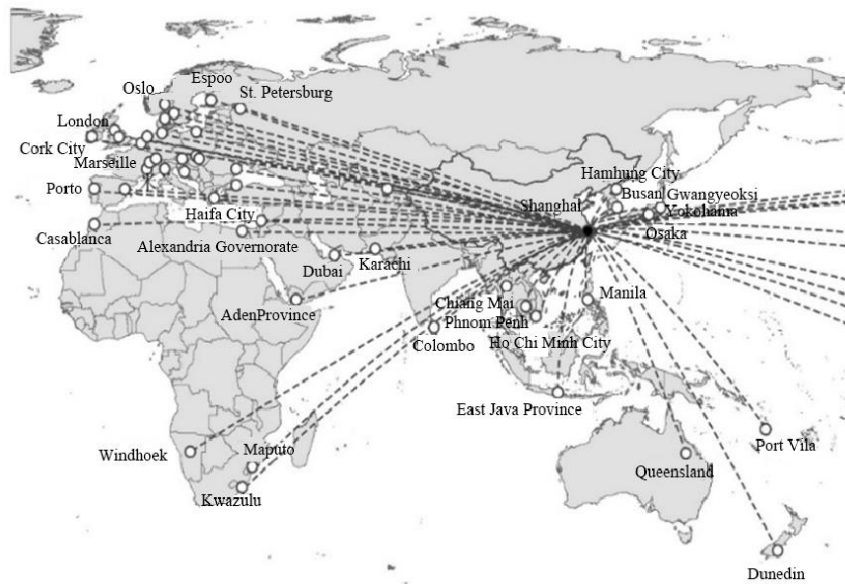 Espoo
Oslo
St. Petersburg
London
Cork City
Marseille
Porto
Hamhung City
Busan Gwangyeoksi
Shanghai
Yokohama
Haifa City
Osaka
Casablanca
Alexandria Governorate
Karachi
Dubai
Chiang Mai
Manila
AdenProvince
Phnom Penh
Colombo
Ho Chi Minh City
East Java Province
Port Vila
Windhoek
Maputo
Queensland
Kwazulu
Dunedin